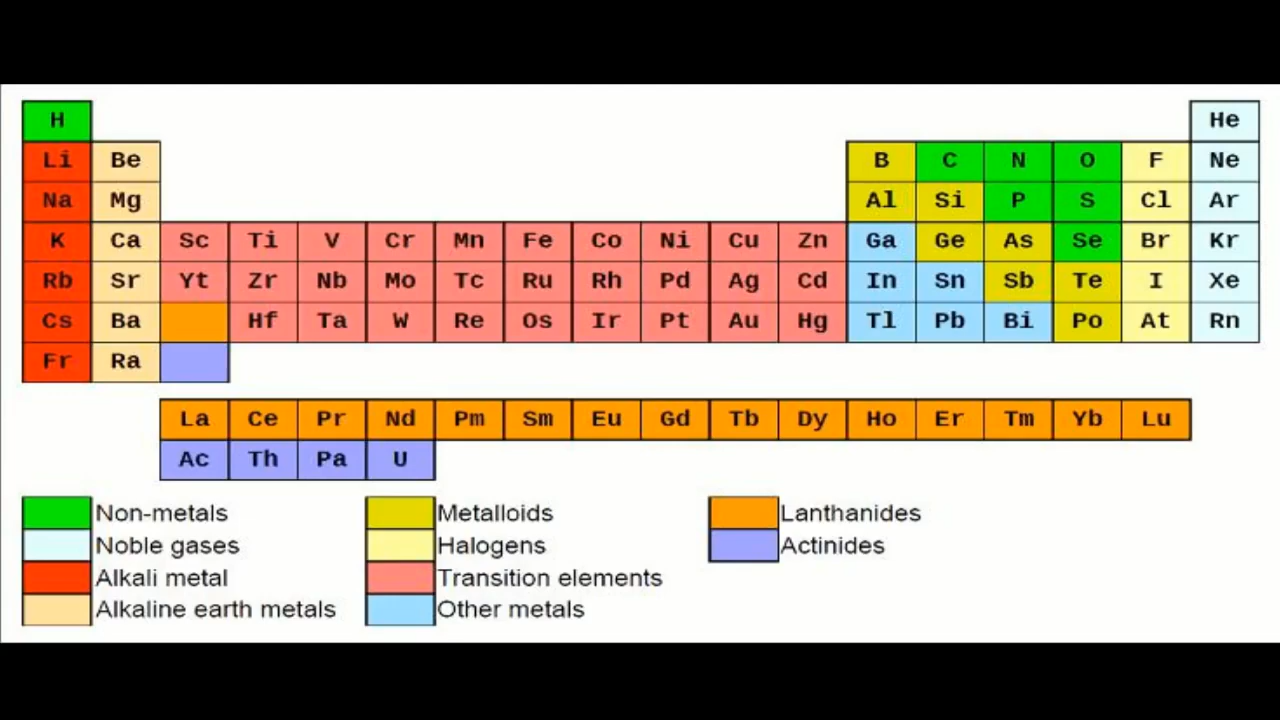 H He
Li Be B C N O F Ne
Na Mg Al Si P S Cl Ar
K Ca Sc Ti V Cr Mn Fe Co Ni Cu Zn Ga Ge As Se Br Kr
Rb Sr Yt Zr Nb Mo Tc Ru Rh Pd Ag Cd In Sn Sb Te I Xe
Cs Ba Hf Ta W Re Os Ir Pt Au Hg Tl Pb Bi Po At Rn
Fr Ra
La Ce Pr Nd Pm Sm Eu Gd Tb Dy Ho Er Tm Yb Lu
Ac Th Pa U
Non-metals Metalloids Lanthanides
Noble gases Halogens Actinides
Alkali metal Transition elements
Alkaline earth metals Other metals